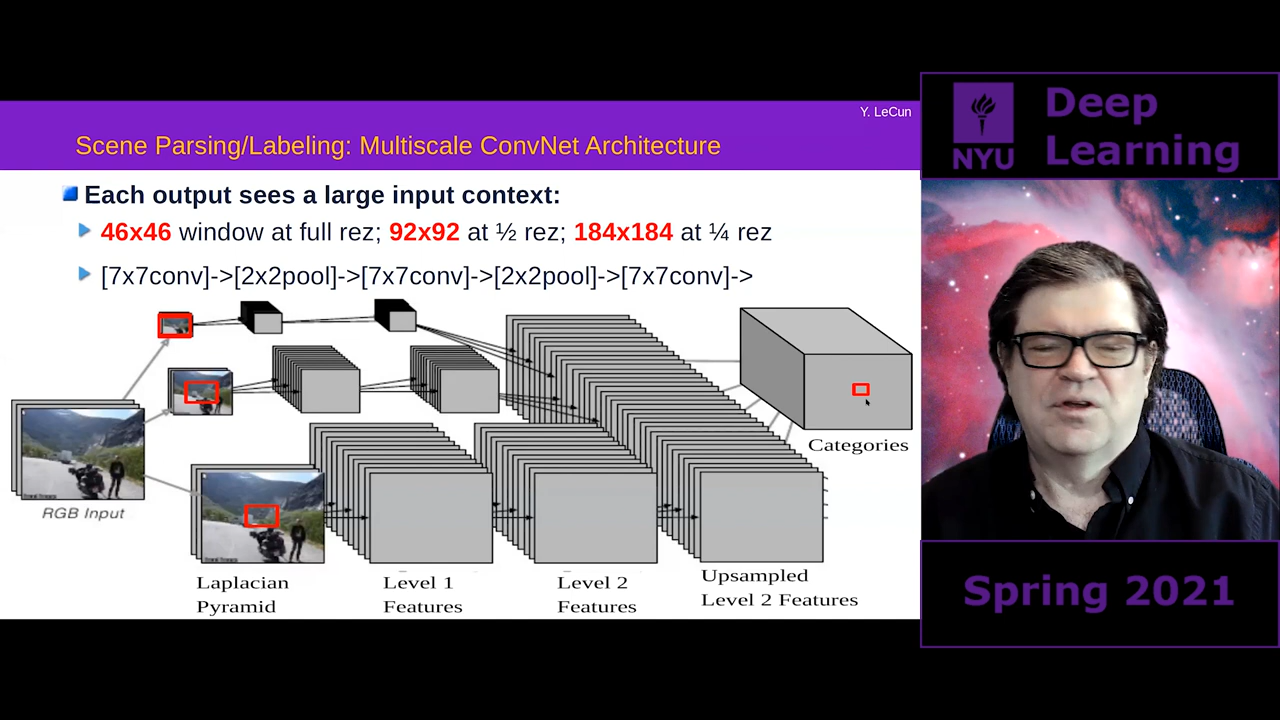 Y. LeCun
Scene Parsing/Labeling: Multiscale ConvNet Architecture
Each output sees a large input context:
46x46 window at full rez; 92x92 at ½ rez; 184x184 at ¼ rez
[7x7conv]->[2x2pool]->[7x7conv]->[2x2pool]->[7x7conv]->
RGB Input
Categories
Laplacian
Pyramid
Level 1
Features
Level 2
Features
Upsampled
Level 2 Features
NYU
Deep
Learning
Spring 2021